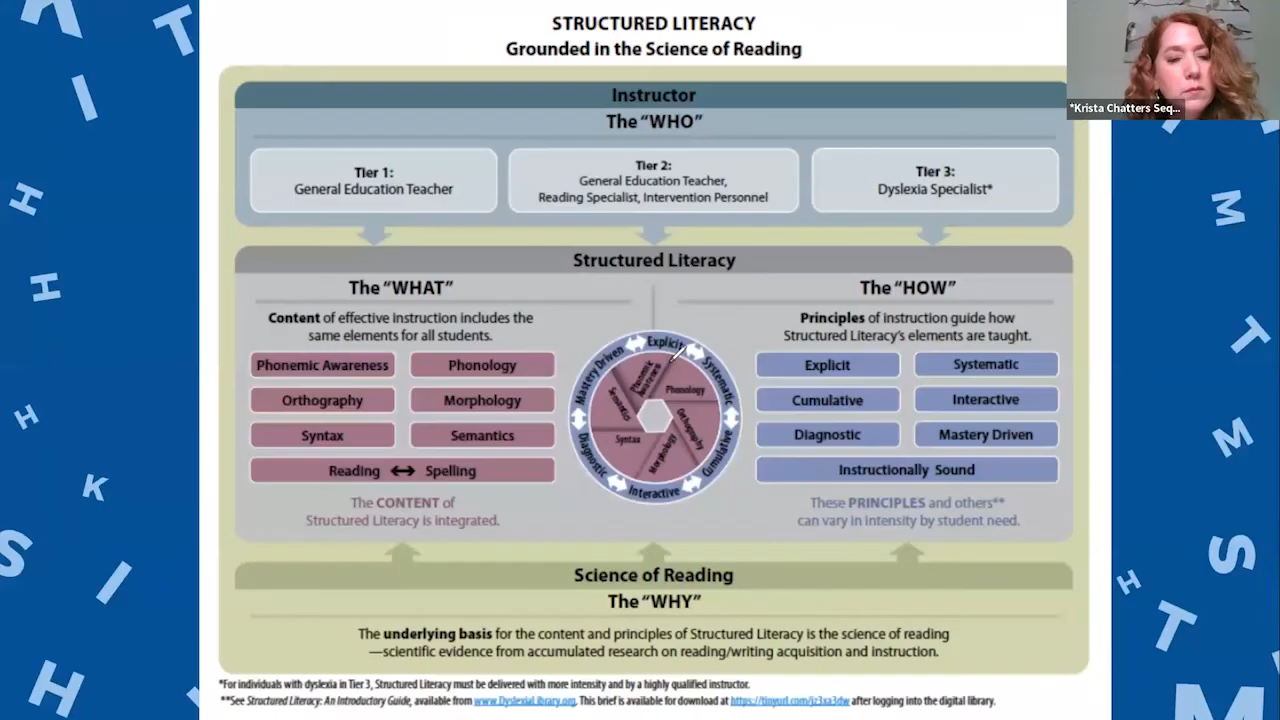 STRUCTURED LITERACY
Grounded in the Science of Reading
*Krista Chatters Seq...
Instructor
The “WHO”
Tier 1:
General Education Teacher
Tier 2:
General Education Teacher,
Reading Specialist, Intervention Personnel
Tier 3:
Dyslexia Specialist*
Structured Literacy
The “WHAT”
Content of effective instruction includes the
same elements for all students.
Phonemic Awareness
Phonology
Orthography
Morphology
Syntax
Semantics
Reading ↔ Spelling
The CONTENT of
Structured Literacy is integrated.
Explicit
Systematic
Cumulative
Interactive
Diagnostic
Mastery Driven
Phonemic
Awareness
Phonology
Orthography
Morphology
Syntax
Semantics
The “HOW”
Principles of instruction guide how
Structured Literacy’s elements are taught.
Explicit
Systematic
Cumulative
Interactive
Diagnostic
Mastery Driven
Instructionally Sound
These PRINCIPLES and others**
can vary in intensity by student need.
Science of Reading
The “WHY”
The underlying basis for the content and principles of Structured Literacy is the science of reading
—scientific evidence from accumulated research on reading/writing acquisition and instruction.
*For individuals with dyslexia in Tier 3, Structured Literacy must be delivered with more intensity and by a highly qualified instructor.
**See Structured Literacy: An Introductory Guide, available from www.DyslexiaLibrary.org. This brief is available for download at https://tinyurl.com/jz3xa3dw after logging into the digital library.